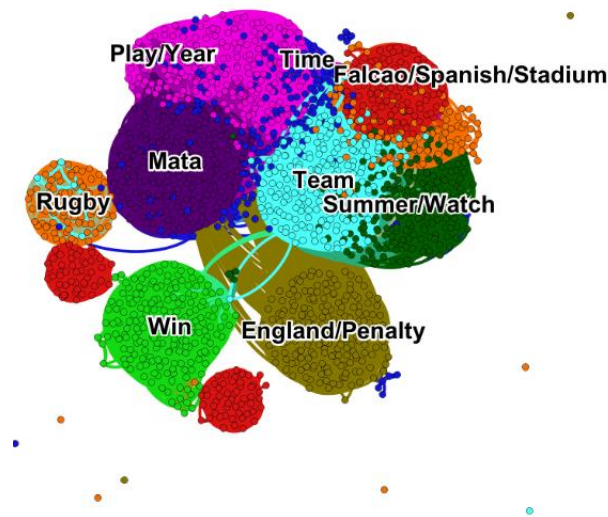 Play/Year
Time
Falcao/Spanish/Stadium
Mata
Team
Rugby
Summer/Watch
Win
England/Penalty